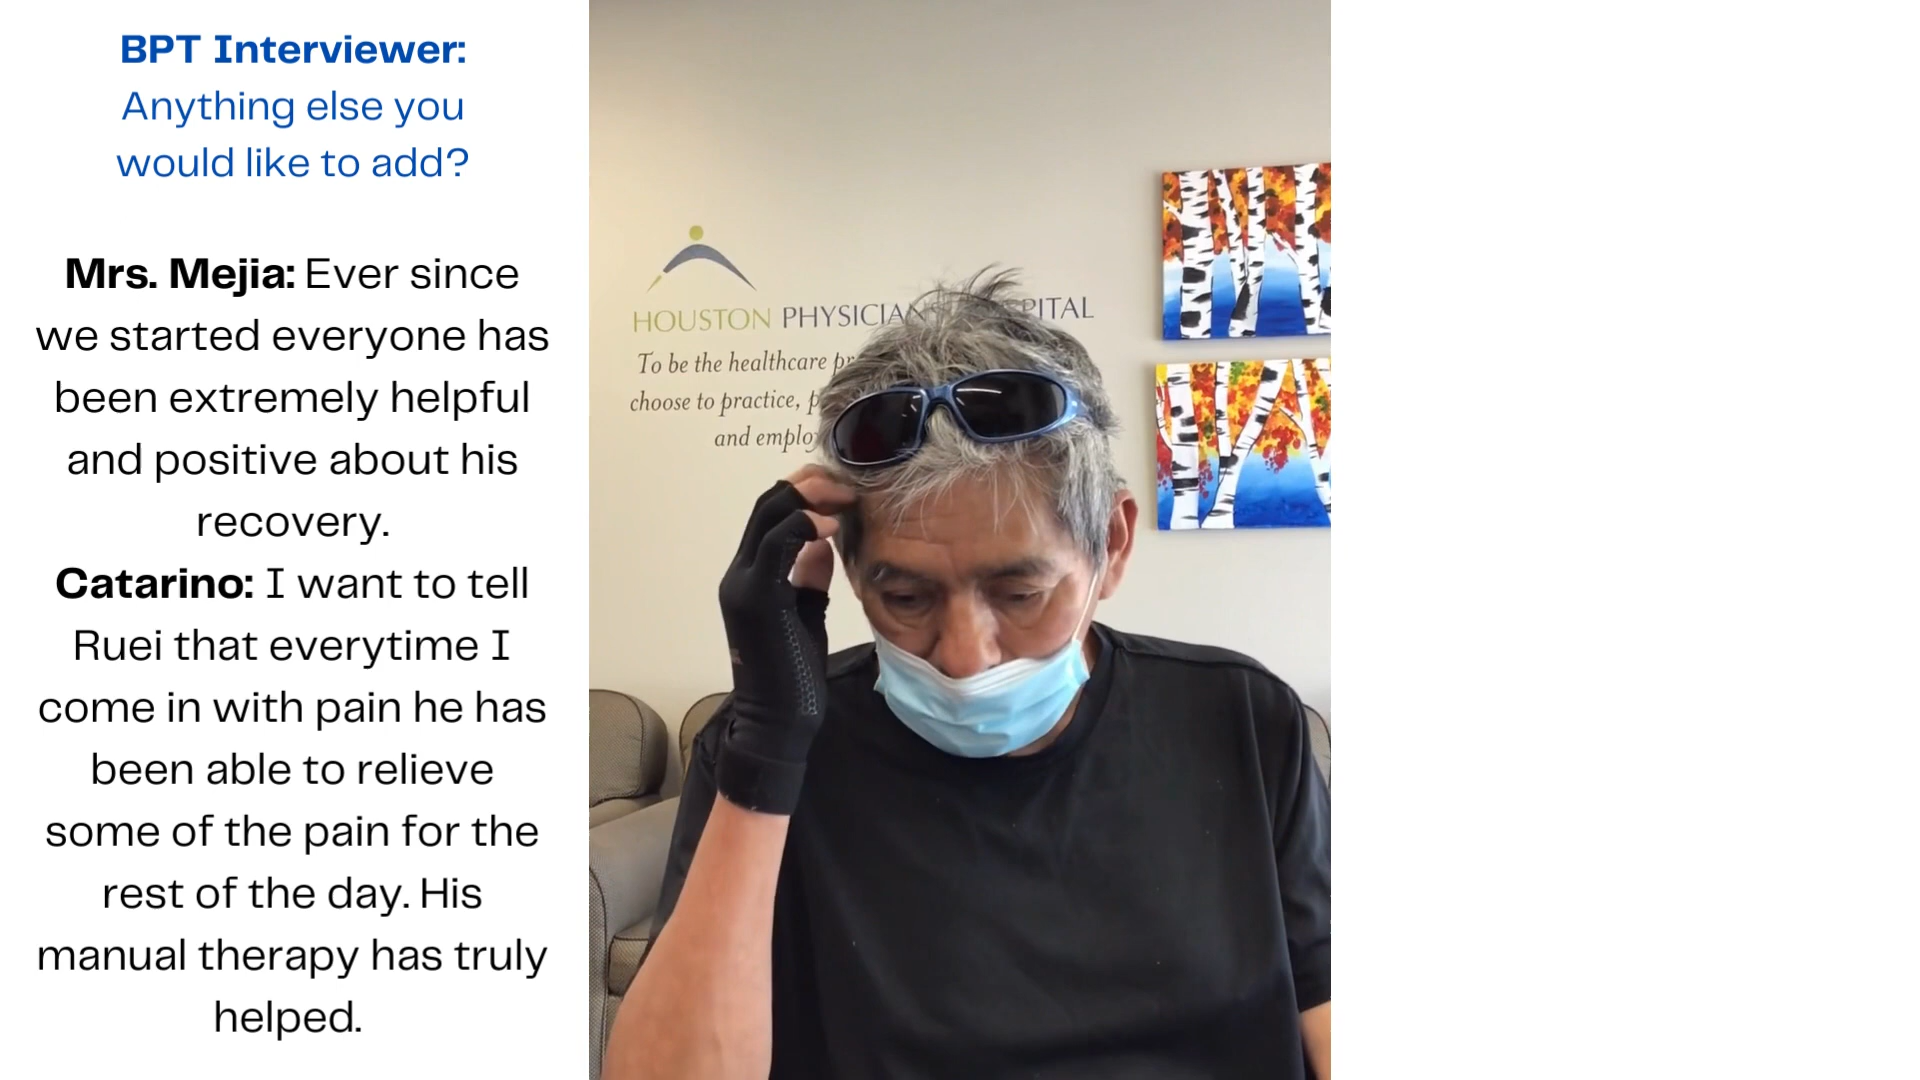 BPT Interviewer:
Anything else you
would like to add?
Mrs. Mejia: Ever since
we started everyone has
been extremely helpful
and positive about his
recovery.
Catarino: I want to tell
Ruei that everytime I
come in with pain he has
been able to relieve
some of the pain for the
rest of the day. His
manual therapy has truly
helped.
HOUSTON PHYSICIANS'
To be the healthcare
choose to practice,
and